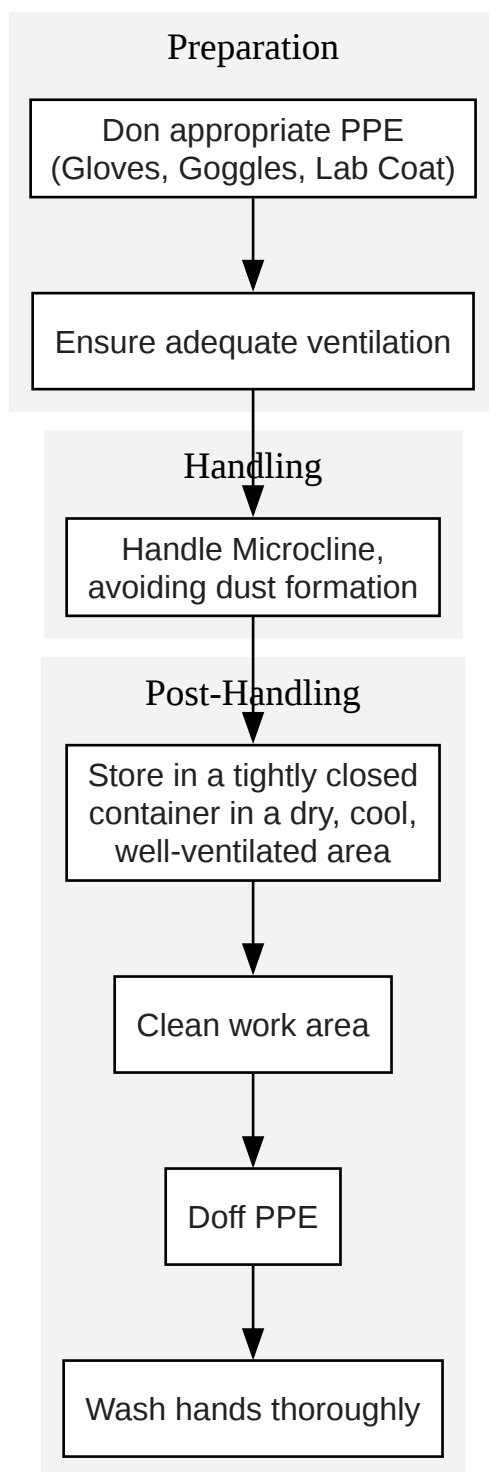 Preparation
Don appropriate PPE
(Gloves, Goggles, Lab Coat)
Ensure adequate ventilation
Handling
Handle Microcline,
avoiding dust formation
Post-Handling
Store in a tightly closed
container in a dry, cool,
well-ventilated area
Clean work area
Doff PPE
Wash hands thoroughly